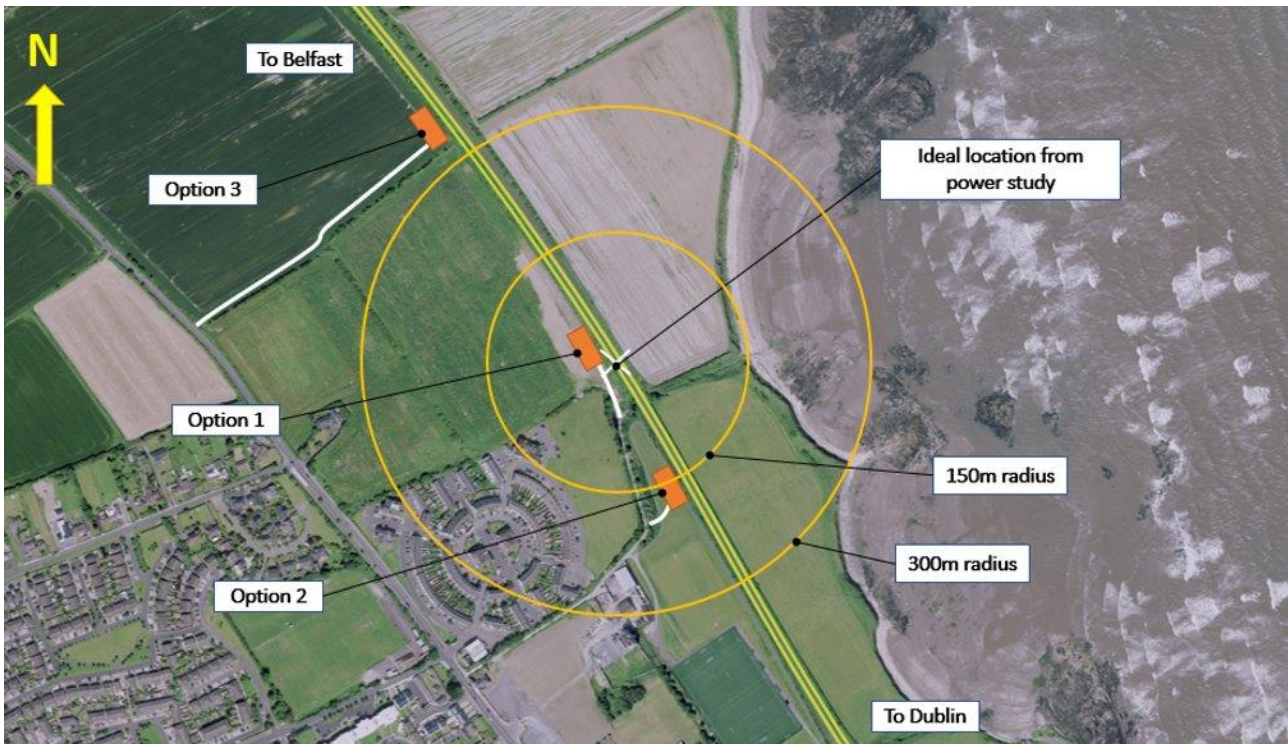 To Belfast
N
Option 3
Ideal location from
power study
Option 1
150m radius
300m radius
Option 2
To Dublin